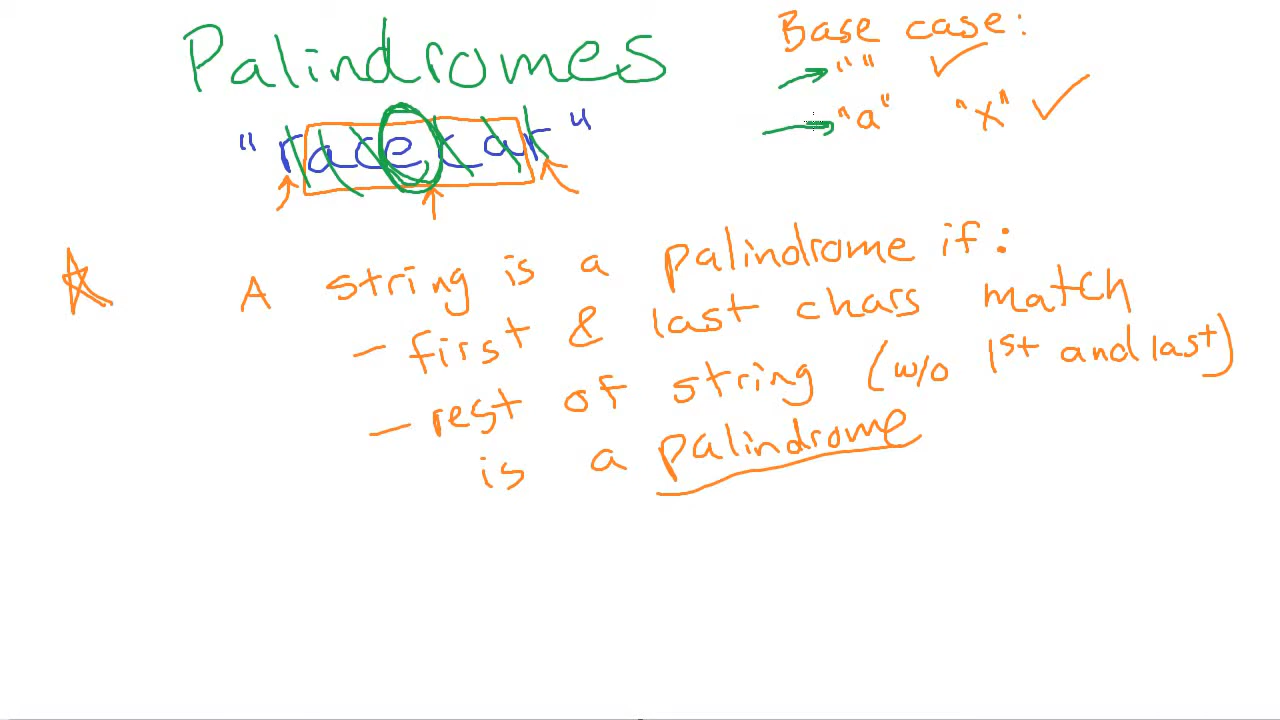 Palindromes
"racecar"
Base case:
""
"a" "x"
A string is a palindrome if:
- first & last chars match
- rest of string (w/o 1st and last)
is a palindrome